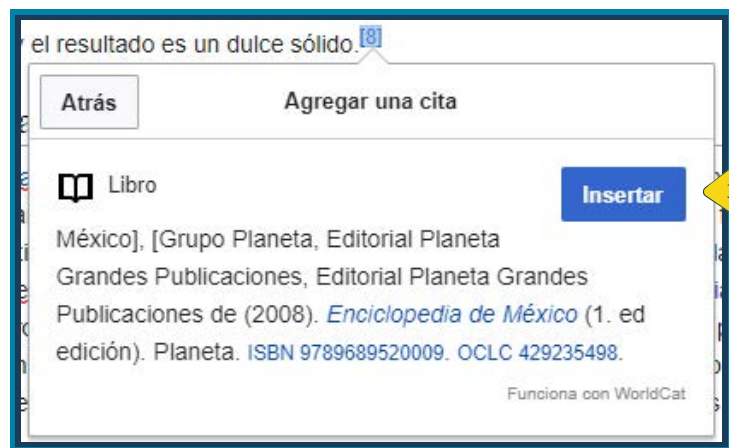 el resultado es un dulce sólido.[8]
Atrás
Agregar una cita
Libro
Insertar
México], [Grupo Planeta, Editorial Planeta
Grandes Publicaciones, Editorial Planeta Grandes
Publicaciones de (2008). Enciclopedia de México (1. ed
edición). Planeta. ISBN 9789689520009. OCLC 429235498.
Funciona con WorldCat